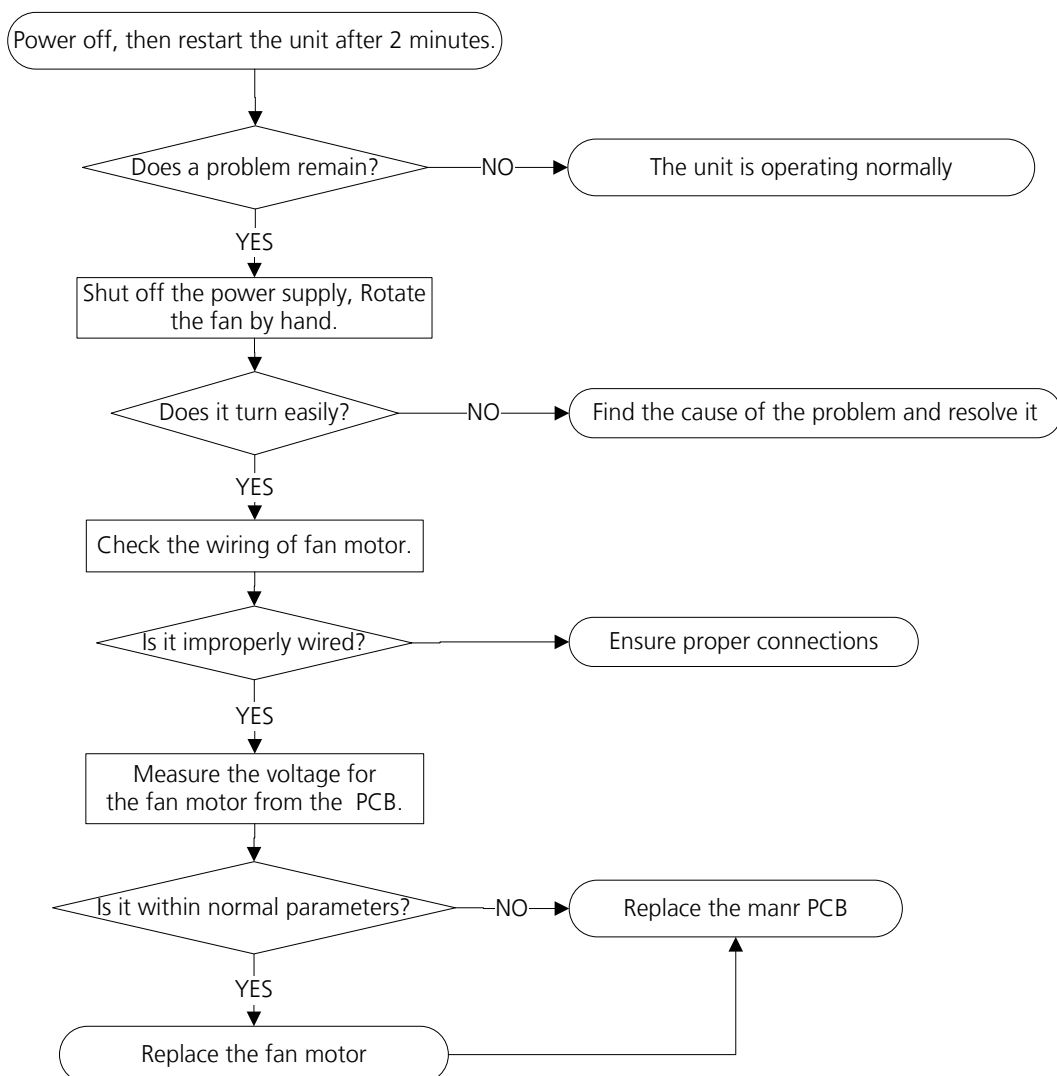 Power off, then restart the unit after 2 minutes.
Does a problem remain?
NO
The unit is operating normally
YES
Shut off the power supply, Rotate
the fan by hand.
Does it turn easily?
NO
Find the cause of the problem and resolve it
YES
Check the wiring of fan motor.
Is it improperly wired?
Ensure proper connections
YES
Measure the voltage for
the fan motor from the PCB.
Is it within normal parameters?
NO
Replace the manr PCB
YES
Replace the fan motor